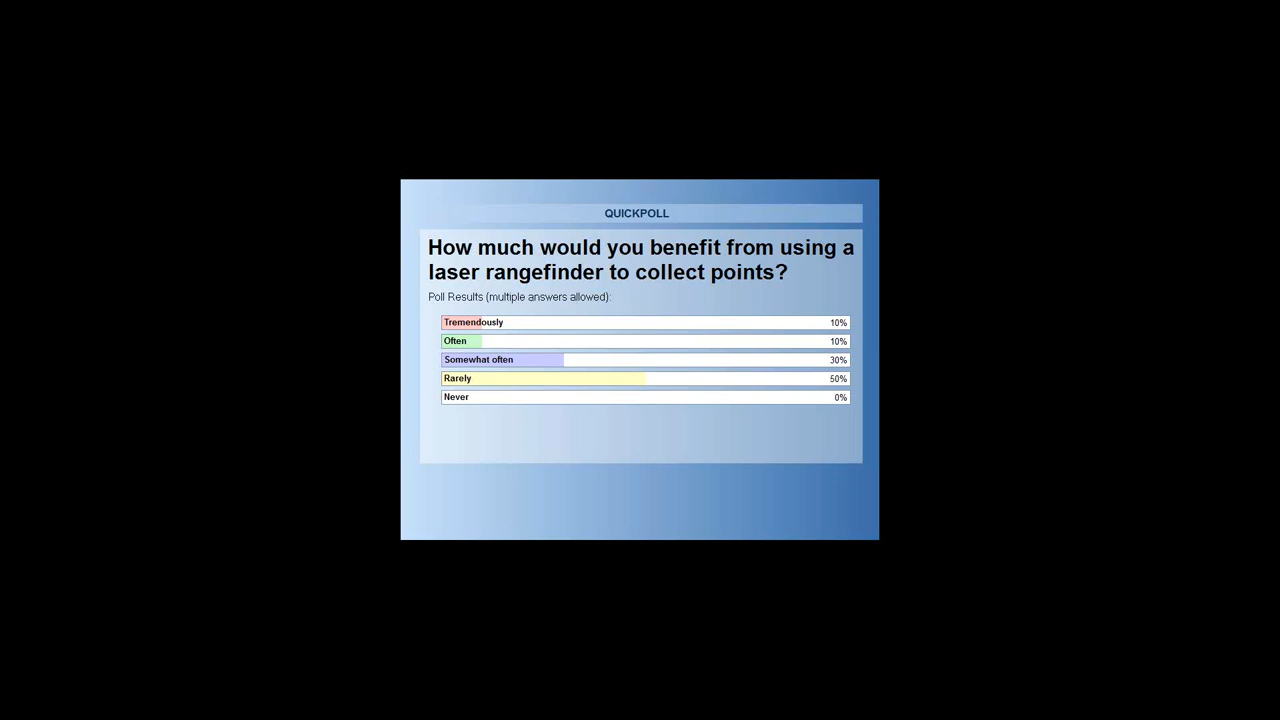 QUICKPOLL
How much would you benefit from using a
laser rangefinder to collect points?
Poll Results (multiple answers allowed):
Tremendously 10%
Often 10%
Somewhat often 30%
Rarely 50%
Never 0%